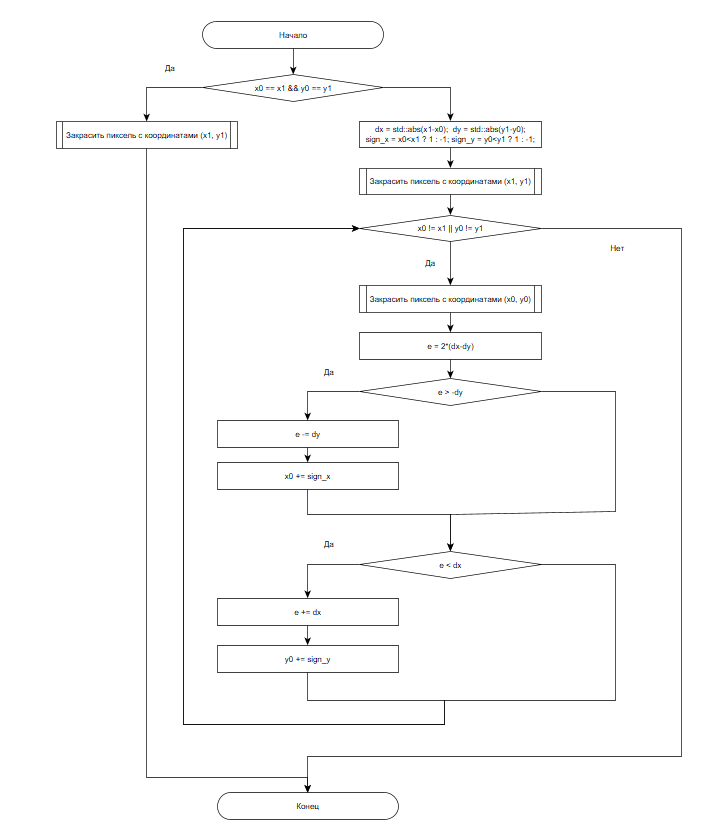 Начало
Да
x0 == x1 && y0 == y1
Закрасить пиксель с координатами (x1, y1)
dx = std::abs(x1-x0); dy = std::abs(y1-y0);
sign_x = x0<x1 ? 1 : -1; sign_y = y0<y1 ? 1 : -1;
Закрасить пиксель с координатами (x1, y1)
x0 != x1 || y0 != y1
Нет
Да
Закрасить пиксель с координатами (x0, y0)
e = 2*(dx-dy)
Да
e > -dy
e -= dy
x0 += sign_x
Да
e < dx
e += dx
y0 += sign_y
Конец